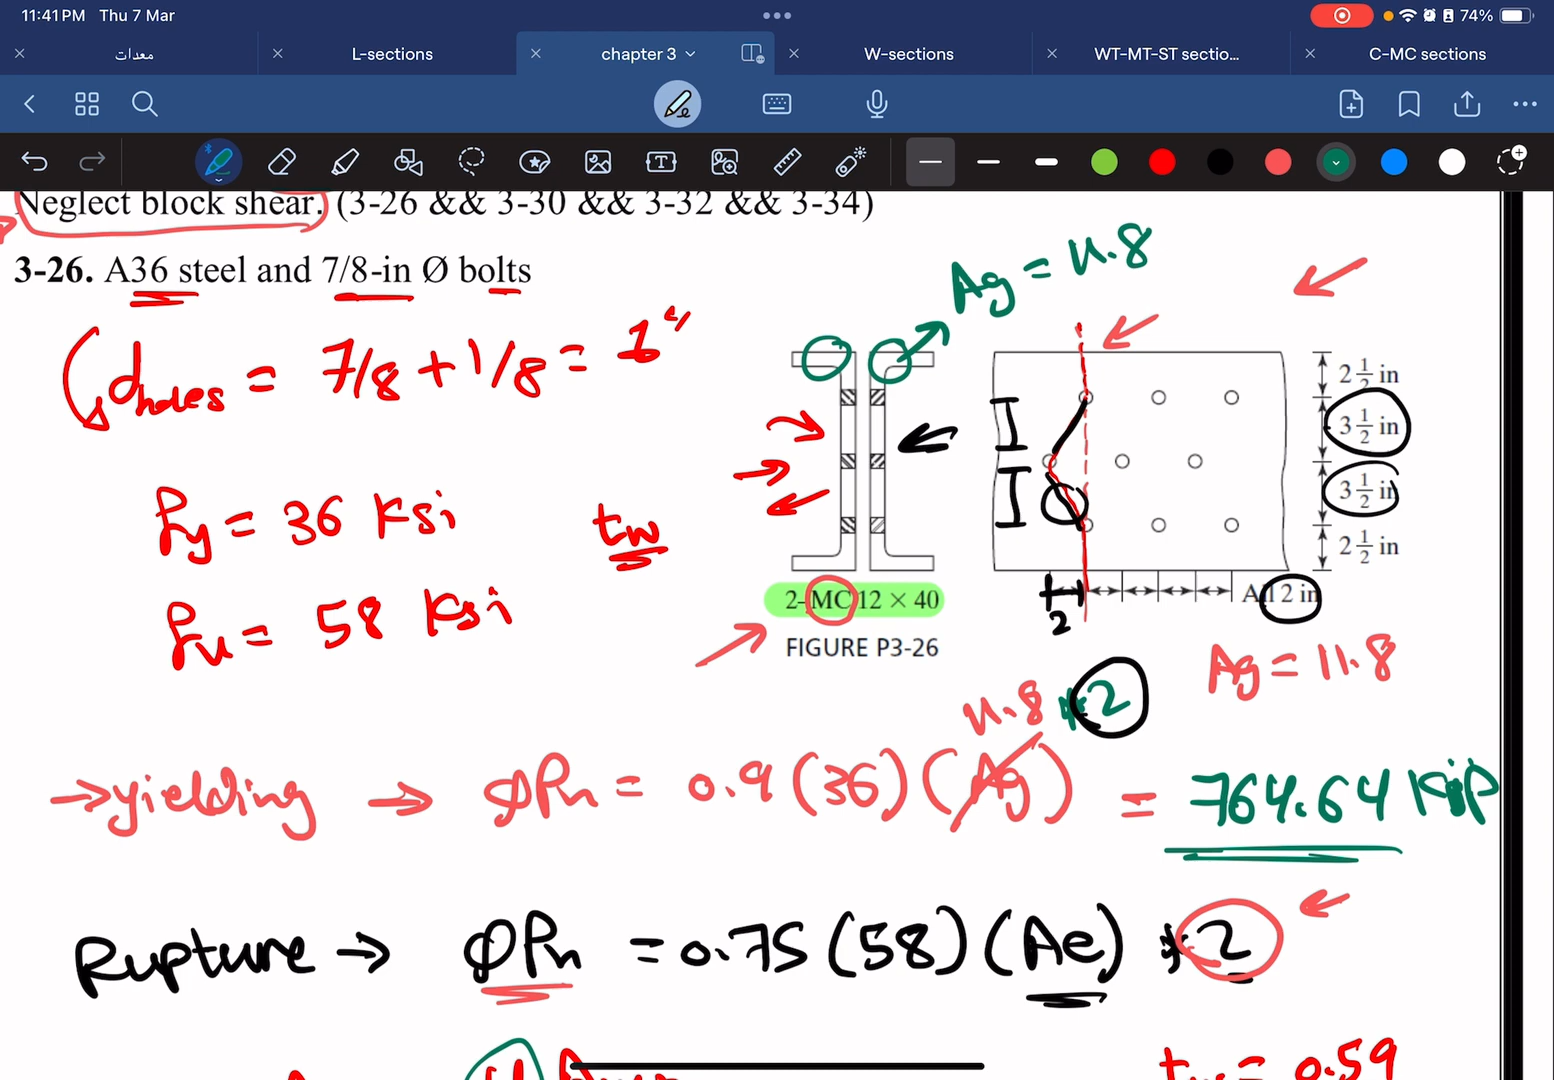 11:41 PM Thu 7 Mar
74%
معدات
L-sections
chapter 3
W-sections
WT-MT-ST sectio...
C-MC sections
Neglect block shear. (3-26 && 3-30 && 3-32 && 3-34)
3-26. A36 steel and 7/8-in Ø bolts
Ag = 11.8
dholes = 7/8 + 1/8 = 1"
fy = 36 Ksi
tw
fu = 58 Ksi
2 1/2 in
3 1/2 in
3 1/2 in
2 1/2 in
All 2 in
2
2-MC 12 × 40
FIGURE P3-26
Ag = 11.8
11.8 * 2
→ yielding → ØPn = 0.9 (36) (Ag) = 764.64 Kip
Rupture → ØPn = 0.75 (58) (Ae) * 2
tw = 0.59